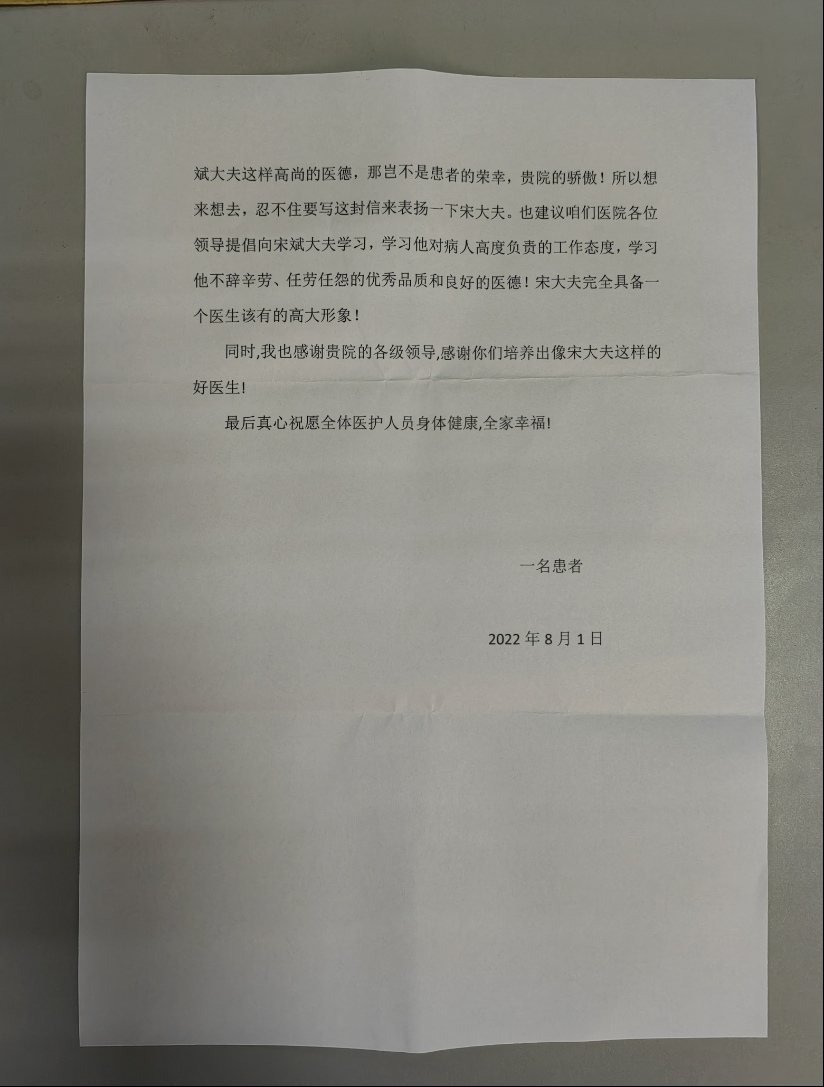 斌大夫这样高尚的医德，那岂不是患者的荣幸，贵院的骄傲！所以想
来想去，忍不住要写这封信来表扬一下宋大夫。也建议咱们医院各位
领导提倡向宋斌大夫学习，学习他对病人高度负责的工作态度，学习
他不辞辛劳、任劳任怨的优秀品质和良好的医德！宋大夫完全具备一
个医生该有的高大形象！
同时,我也感谢贵院的各级领导,感谢你们培养出像宋大夫这样的
好医生!
最后真心祝愿全体医护人员身体健康,全家幸福!
一名患者
2022 年 8 月 1 日